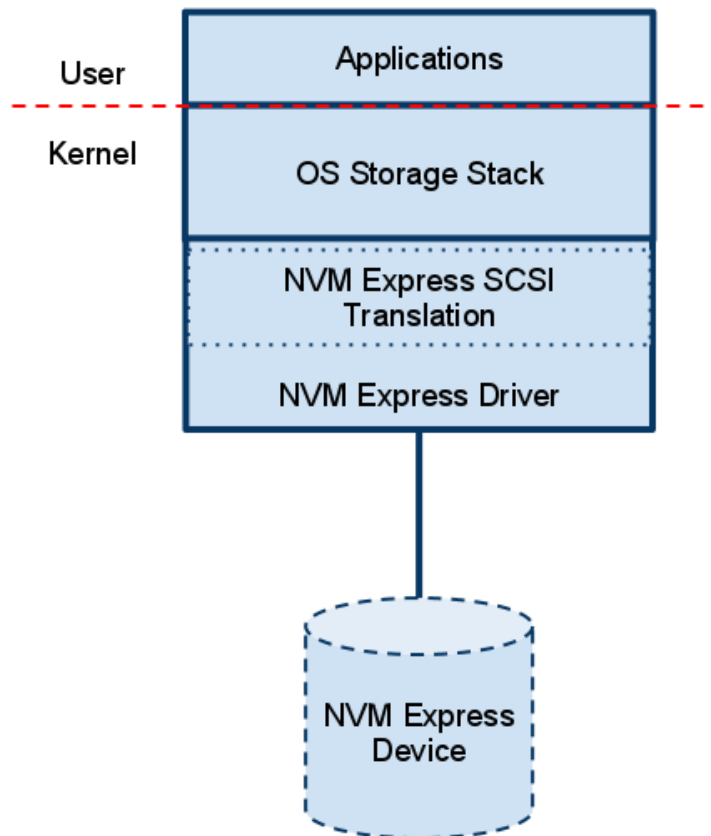 Applications
User
Kernel
OS Storage Stack
NVM Express SCSI
Translation
NVM Express Driver
NVM Express
Device